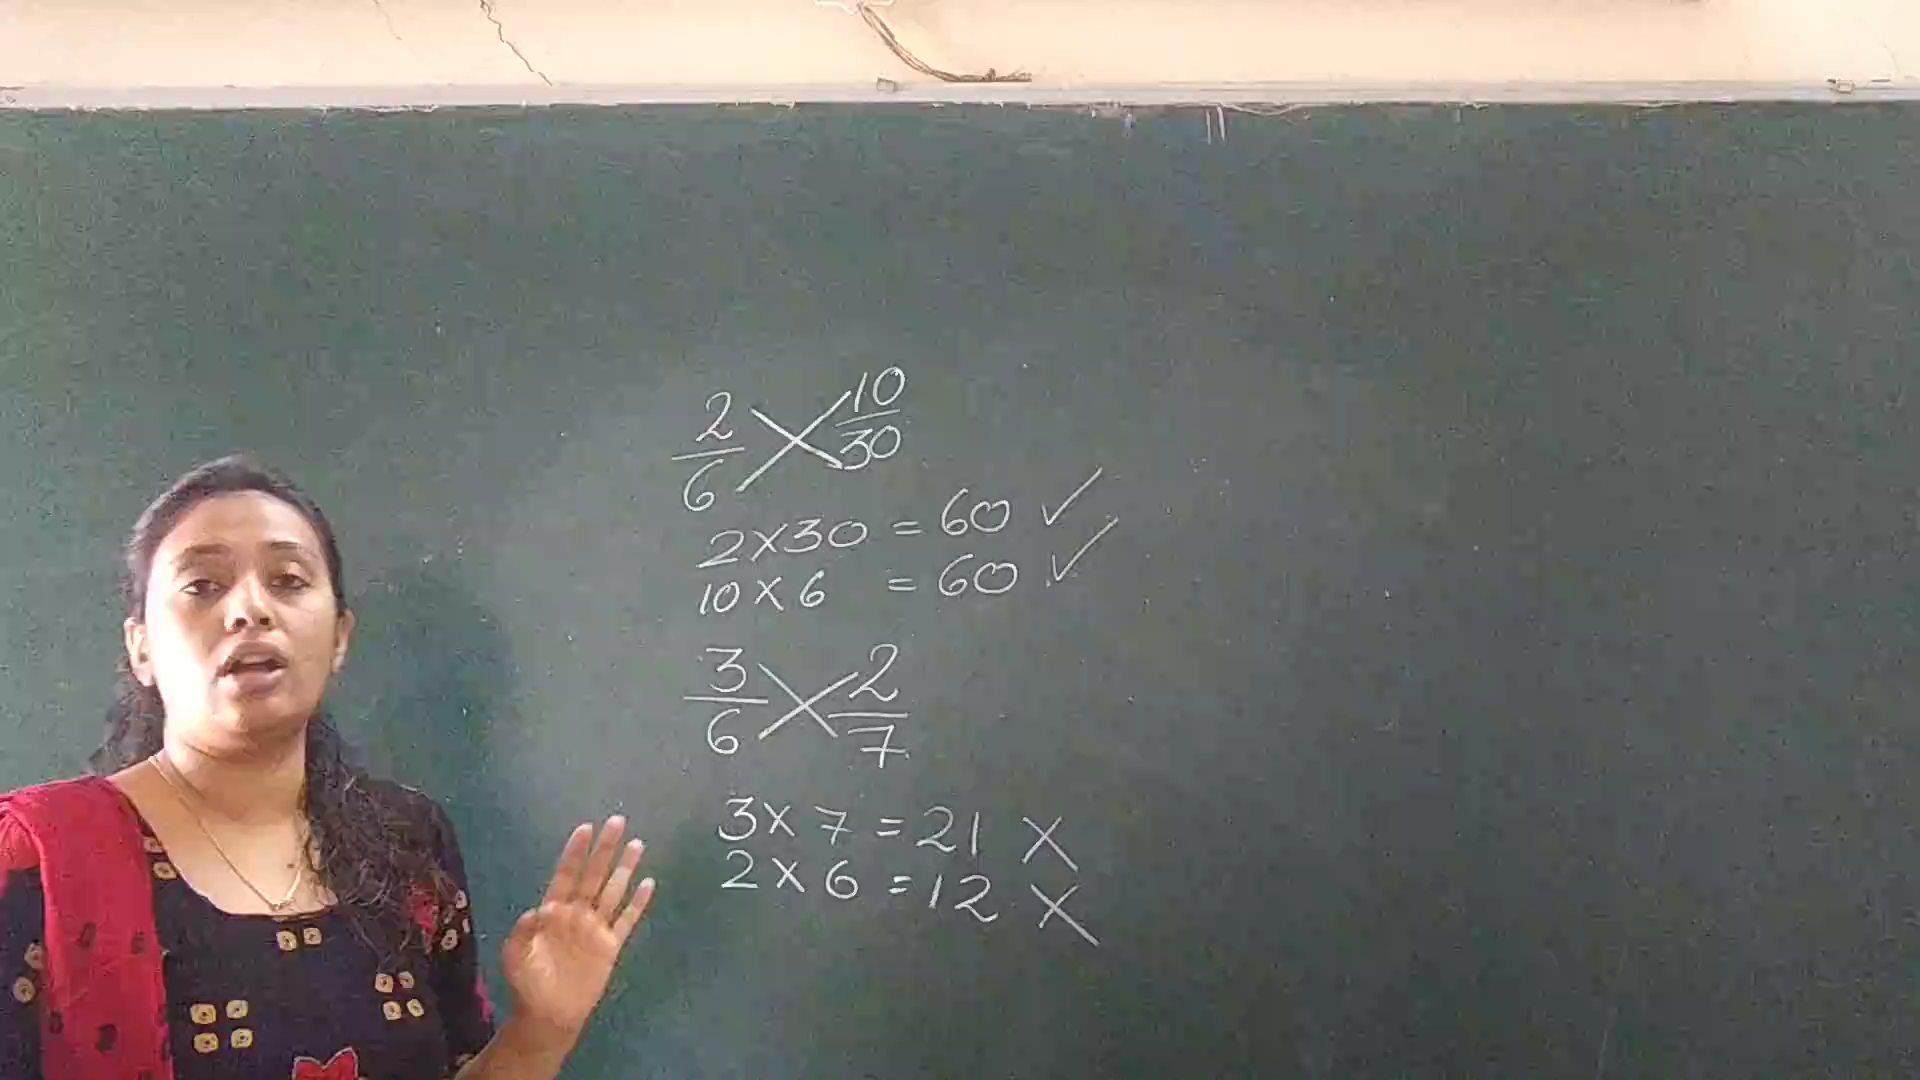 2/6 X 10/30
2 x 30 = 60 ✓
10 x 6 = 60 ✓
3/6 X 2/7
3 x 7 = 21 X
2 x 6 = 12 X